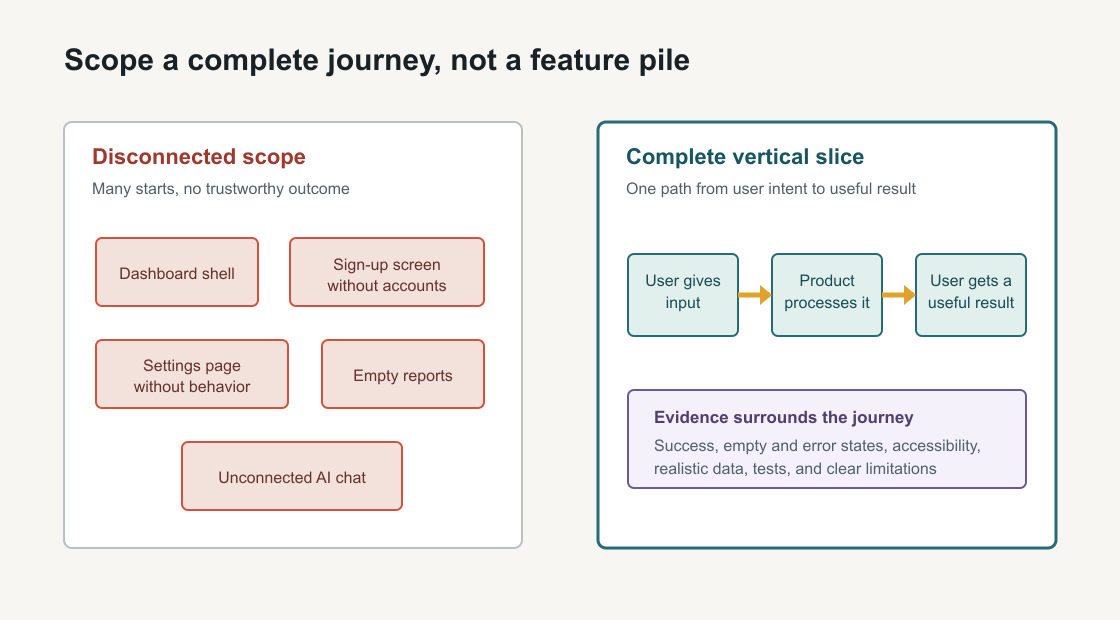 Scope a complete journey, not a feature pile
Disconnected scope
Many starts, no trustworthy outcome
Dashboard shell
Sign-up screen
without accounts
Settings page
without behavior
Empty reports
Unconnected AI chat
Complete vertical slice
One path from user intent to useful result
User gives
input
Product
processes it
User gets a
useful result
Evidence surrounds the journey
Success, empty and error states, accessibility,
realistic data, tests, and clear limitations